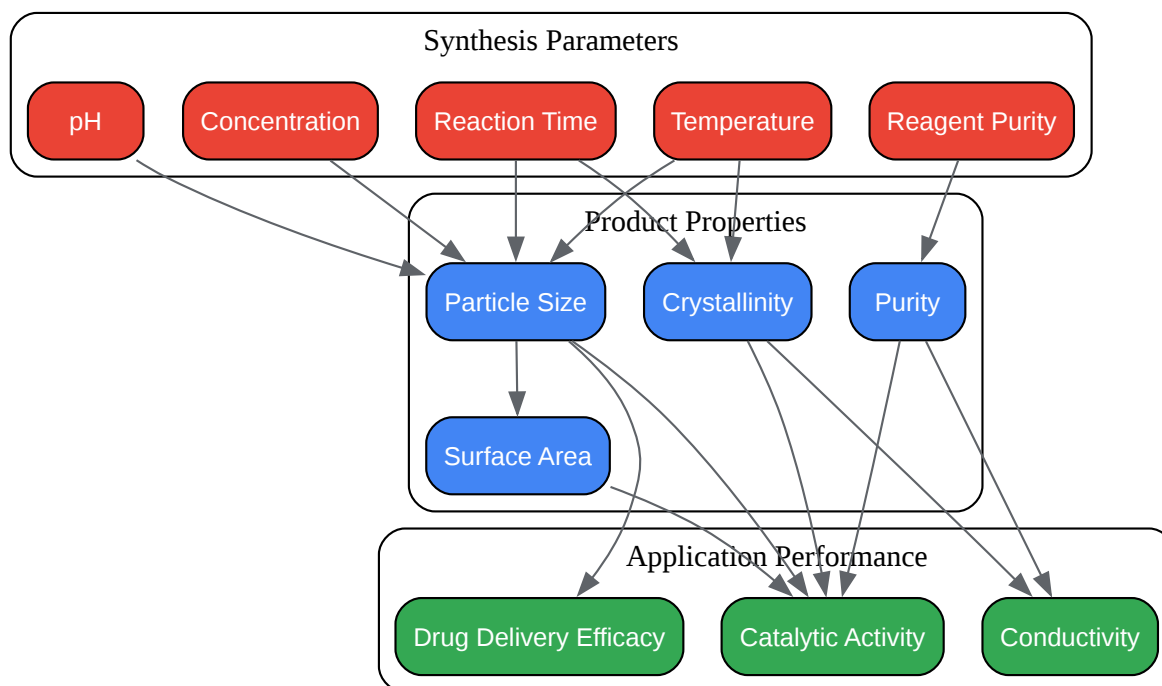 Synthesis Parameters
pH
Concentration
Reaction Time
Temperature
Reagent Purity
Product Properties
Particle Size
Crystallinity
Purity
Surface Area
Application Performance
Drug Delivery Efficacy
Catalytic Activity
Conductivity